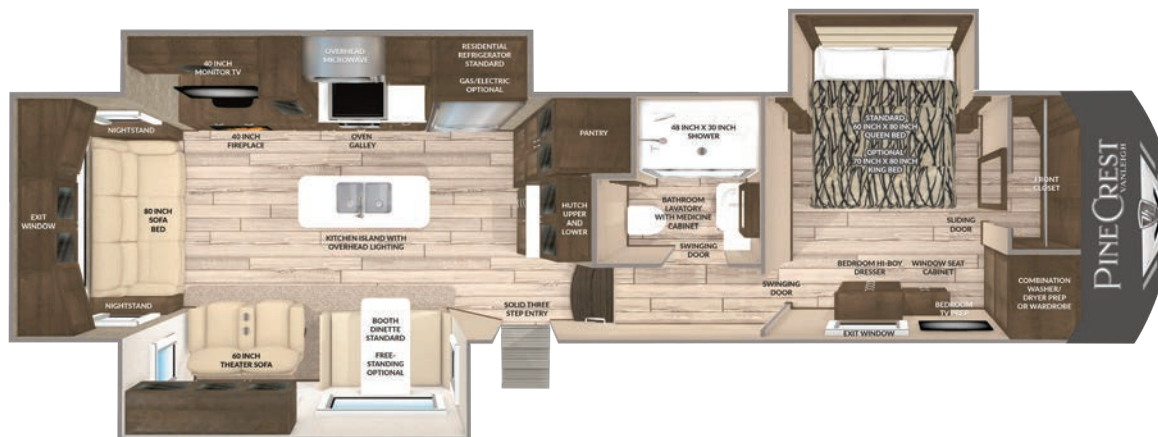 OVERHEAD
MICROWAVE
RESIDENTIAL
REFRIGERATOR
STANDARD
GAS/ELECTRIC
OPTIONAL
40 INCH
MONITOR TV
NIGHTSTAND
40 INCH
FIREPLACE
OVEN
GALLEY
PANTRY
48 INCH X 30 INCH
SHOWER
STANDARD
60 INCH X 80 INCH
QUEEN BED
OPTIONAL
70 INCH X 80 INCH
KING BED
FRONT
CLOSET
EXIT
WINDOW
80 INCH
SOFA
BED
KITCHEN ISLAND WITH
OVERHEAD LIGHTING
HUTCH
UPPER
AND
LOWER
BATHROOM
LAVATORY
WITH MEDICINE
CABINET
SWINGING
DOOR
SLIDING
DOOR
BEDROOM HI-BOY
DRESSER
WINDOW SEAT
CABINET
SWINGING
DOOR
COMBINATION
WASHER/
DRYER PREP
OR WARDROBE
NIGHTSTAND
SOLID THREE
STEP ENTRY
BEDROOM
TV PREP
EXIT WINDOW
60 INCH
THEATER SOFA
BOOTH
DINETTE
STANDARD
FREE-
STANDING
OPTIONAL
PINECREST
VANLEIGH